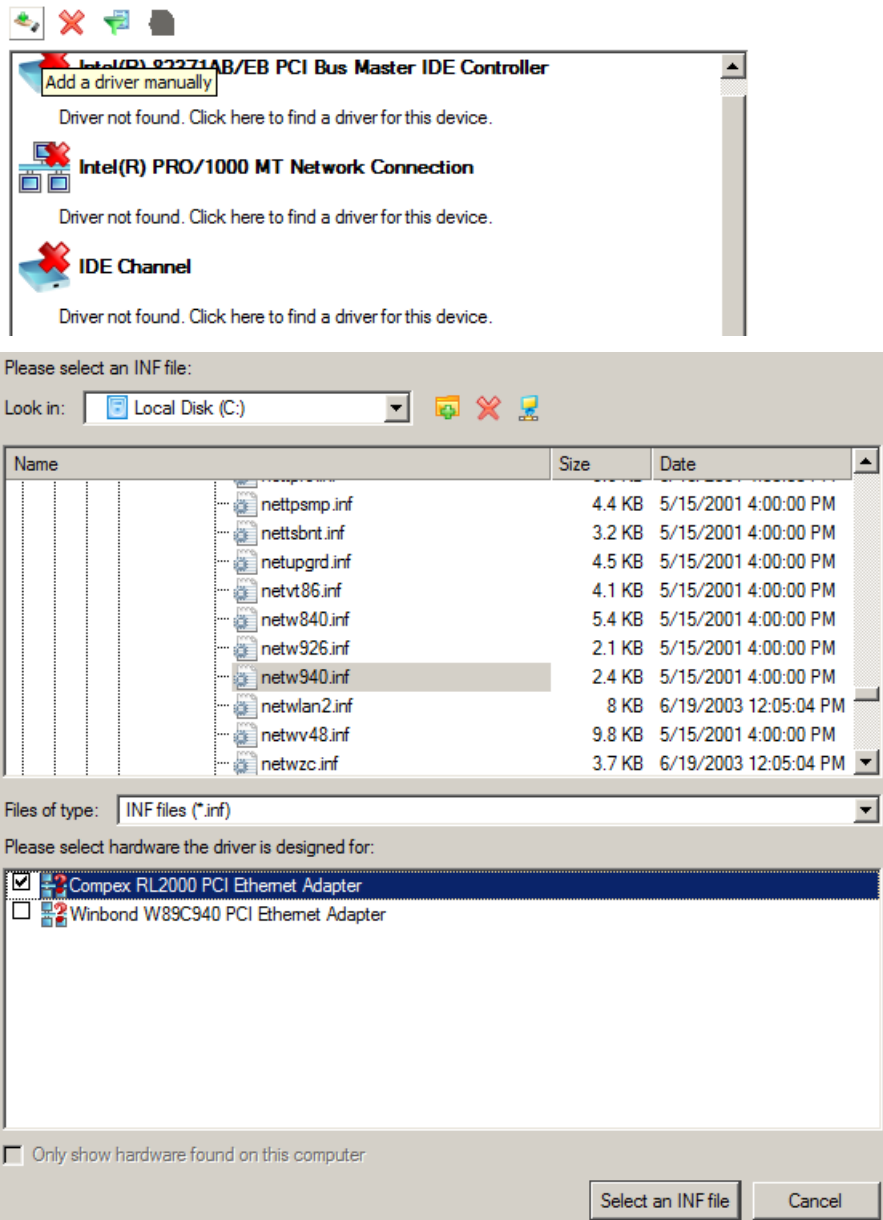 Intel(R) 82371AB/EB PCI Bus Master IDE Controller
Add a driver manually
Driver not found. Click here to find a driver for this device.
Intel(R) PRO/1000 MT Network Connection
Driver not found. Click here to find a driver for this device.
IDE Channel
Driver not found. Click here to find a driver for this device.
Please select an INF file:
Look in: Local Disk (C:)
Name Size Date
nettpsmp.inf 4.4 KB 5/15/2001 4:00:00 PM
nettsbnt.inf 3.2 KB 5/15/2001 4:00:00 PM
netupgrd.inf 4.5 KB 5/15/2001 4:00:00 PM
netvt86.inf 4.1 KB 5/15/2001 4:00:00 PM
netw840.inf 5.4 KB 5/15/2001 4:00:00 PM
netw926.inf 2.1 KB 5/15/2001 4:00:00 PM
netw940.inf 2.4 KB 5/15/2001 4:00:00 PM
netwlan2.inf 8 KB 6/19/2003 12:05:04 PM
netwv48.inf 9.8 KB 5/15/2001 4:00:00 PM
netwzc.inf 3.7 KB 6/19/2003 12:05:04 PM
Files of type: INF files (*.inf)
Please select hardware the driver is designed for:
Compex RL2000 PCI Ethernet Adapter
Winbond W89C940 PCI Ethernet Adapter
Only show hardware found on this computer
Select an INF file Cancel